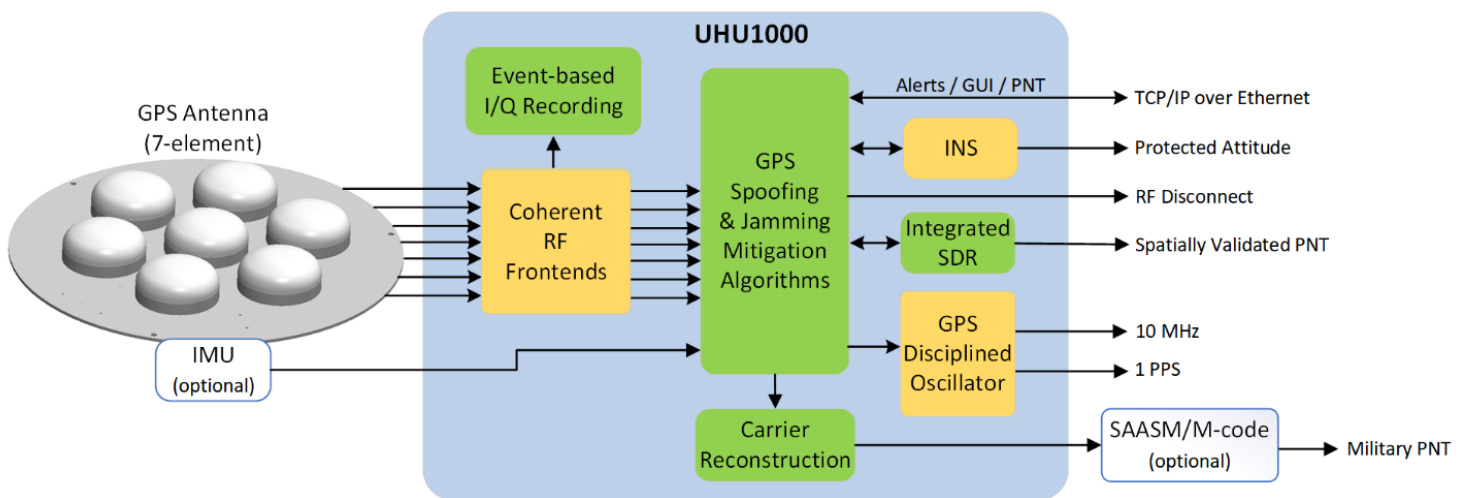 UHU1000
GPS Antenna
(7-element)
IMU
(optional)
Event-based
I/Q Recording
Coherent
RF
Frontends
GPS
Spoofing
& Jamming
Mitigation
Algorithms
Alerts / GUI / PNT
TCP/IP over Ethernet
INS
Protected Attitude
RF Disconnect
Integrated
SDR
Spatially Validated PNT
GPS
Disciplined
Oscillator
10 MHz
1 PPS
Carrier
Reconstruction
SAASM/M-code
(optional)
Military PNT